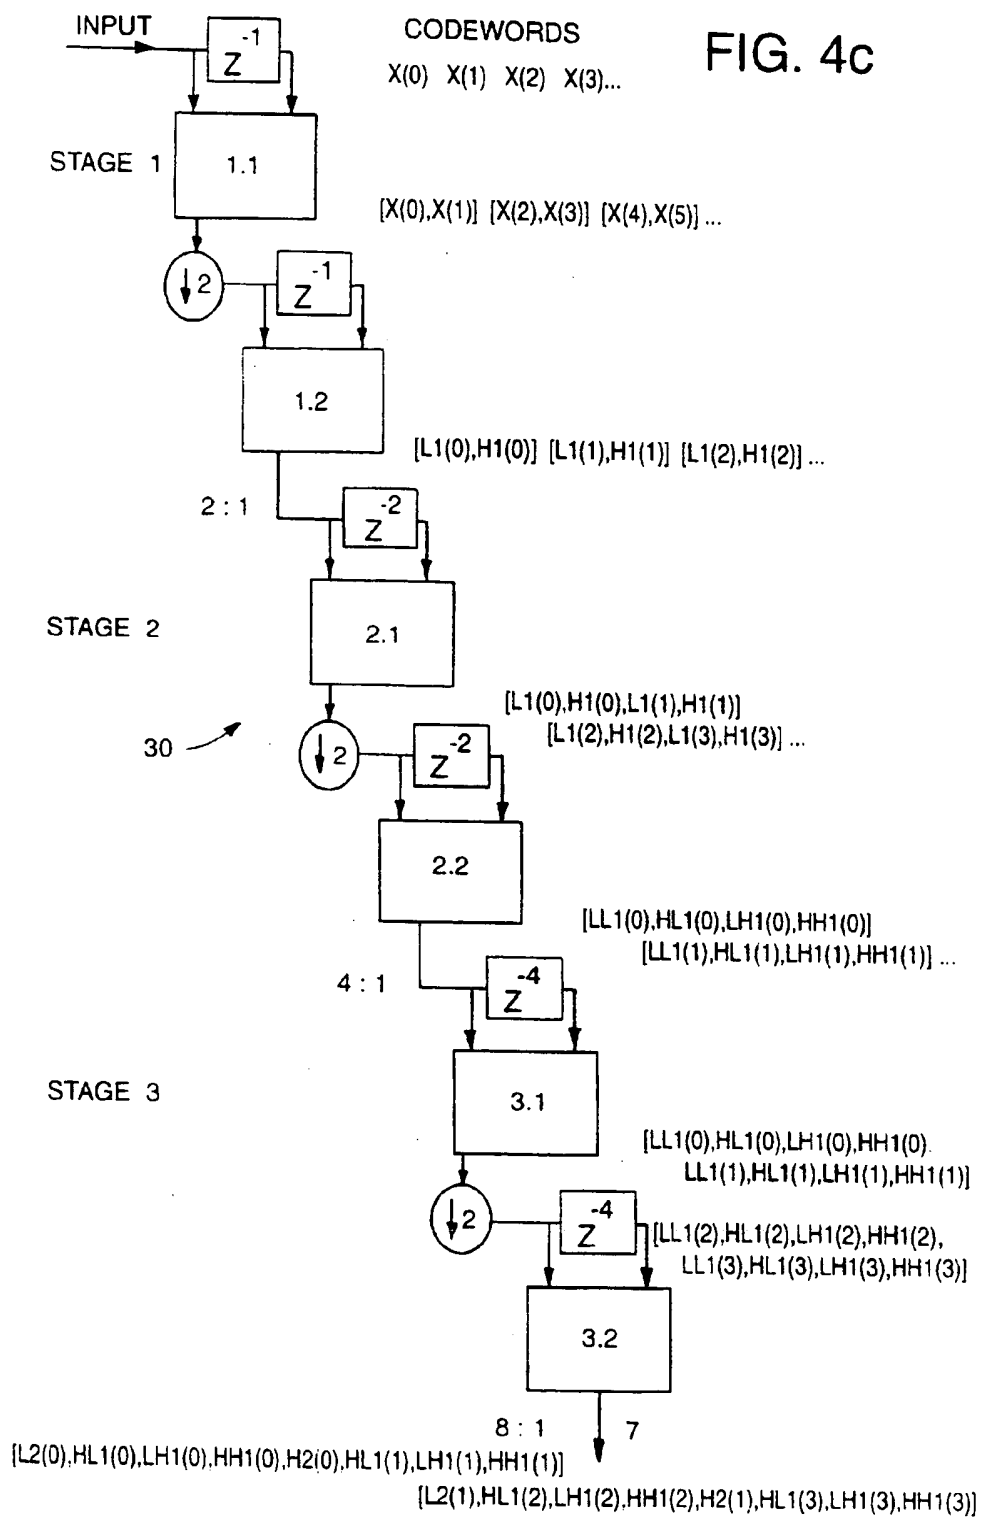 INPUT
Z-1
CODEWORDS
FIG. 4c
X(0) X(1) X(2) X(3)...
STAGE 1
1.1
[X(0),X(1)] [X(2),X(3)] [X(4),X(5)] ...
↓2
Z-1
1.2
[L1(0),H1(0)] [L1(1),H1(1)] [L1(2),H1(2)] ...
2 : 1
Z-2
STAGE 2
2.1
[L1(0),H1(0),L1(1),H1(1)]
[L1(2),H1(2),L1(3),H1(3)] ...
30
↓2
Z-2
2.2
[LL1(0),HL1(0),LH1(0),HH1(0)]
[LL1(1),HL1(1),LH1(1),HH1(1)] ...
4 : 1
Z-4
STAGE 3
3.1
[LL1(0),HL1(0),LH1(0),HH1(0).
LL1(1),HL1(1),LH1(1),HH1(1)]
↓2
Z-4
[LL1(2),HL1(2),LH1(2),HH1(2),
LL1(3),HL1(3),LH1(3),HH1(3)]
3.2
8 : 1
7
[L2(0),HL1(0),LH1(0),HH1(0),H2(0),HL1(1),LH1(1),HH1(1)]
[L2(1),HL1(2),LH1(2),HH1(2),H2(1),HL1(3),LH1(3),HH1(3)]